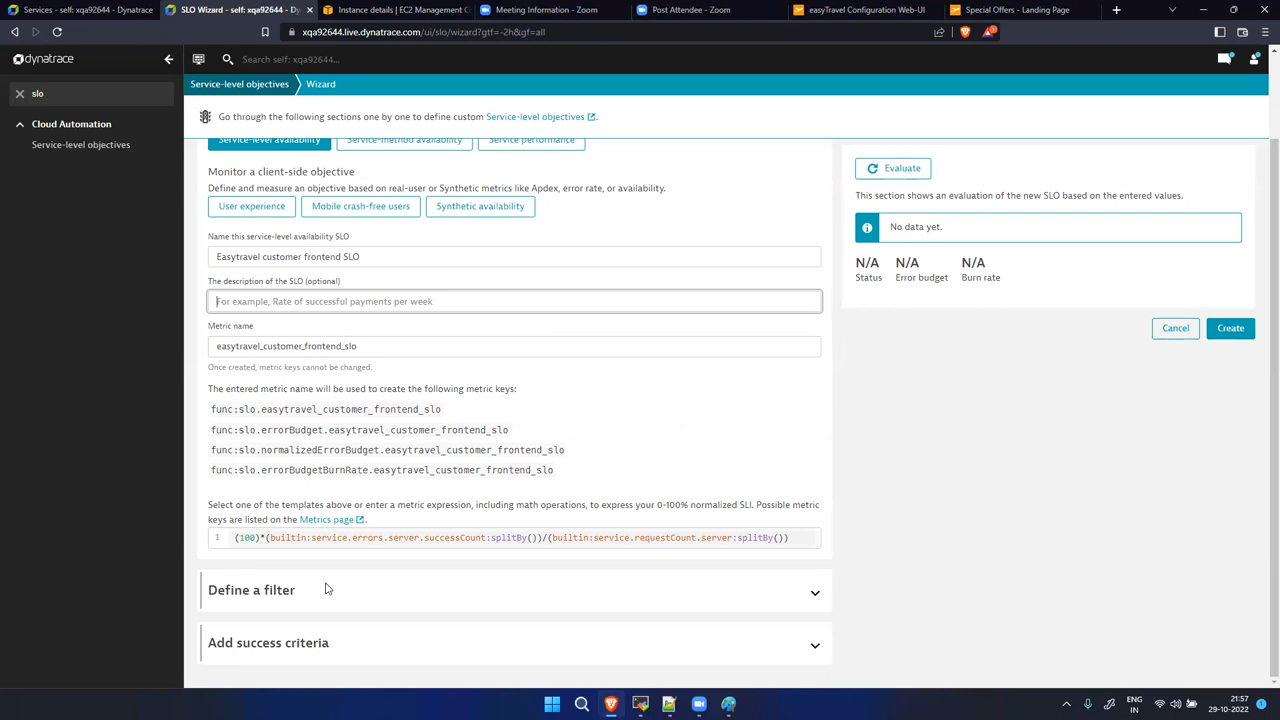 Services - xqa92644 - Dynatrace
SLO Wizard - xqa92644 - Dynatr
Instance details | EC2 Management C
Meeting Information - Zoom
Post Attendee - Zoom
easyTravel Configuration Web-UI
Special Offers - Landing Page
xqa92644.live.dynatrace.com/ui/slo/wizard?gtf=-2h&gf=all
dynatrace
Search self: xqa92644...
slo
Cloud Automation
Service-level objectives
Service-level objectives
Wizard
Go through the following sections one by one to define custom Service-level objectives.
Service-level availability
Service-method availability
Service performance
Monitor a client-side objective
Define and measure an objective based on real-user or Synthetic metrics like Apdex, error rate, or availability.
User experience
Mobile crash-free users
Synthetic availability
Name this service-level availability SLO
Easytravel customer frontend SLO
The description of the SLO (optional)
For example, Rate of successful payments per week
Metric name
easytravel_customer_frontend_slo
Once created, metric keys cannot be changed.
The entered metric name will be used to create the following metric keys:
func:slo.easytravel_customer_frontend_slo
func:slo.errorBudget.easytravel_customer_frontend_slo
func:slo.normalizedErrorBudget.easytravel_customer_frontend_slo
func:slo.errorBudgetBurnRate.easytravel_customer_frontend_slo
Select one of the templates above or enter a metric expression, including math operations, to express your 0-100% normalized SLI. Possible metric
keys are listed on the Metrics page.
1 (100)*(builtin:service.errors.server.successCount:splitBy())/(builtin:service.requestCount.server:splitBy())
Define a filter
Add success criteria
Evaluate
This section shows an evaluation of the new SLO based on the entered values.
No data yet.
N/A N/A N/A
Status Error budget Burn rate
Cancel
Create
ENG
IN
21:57
29-10-2022